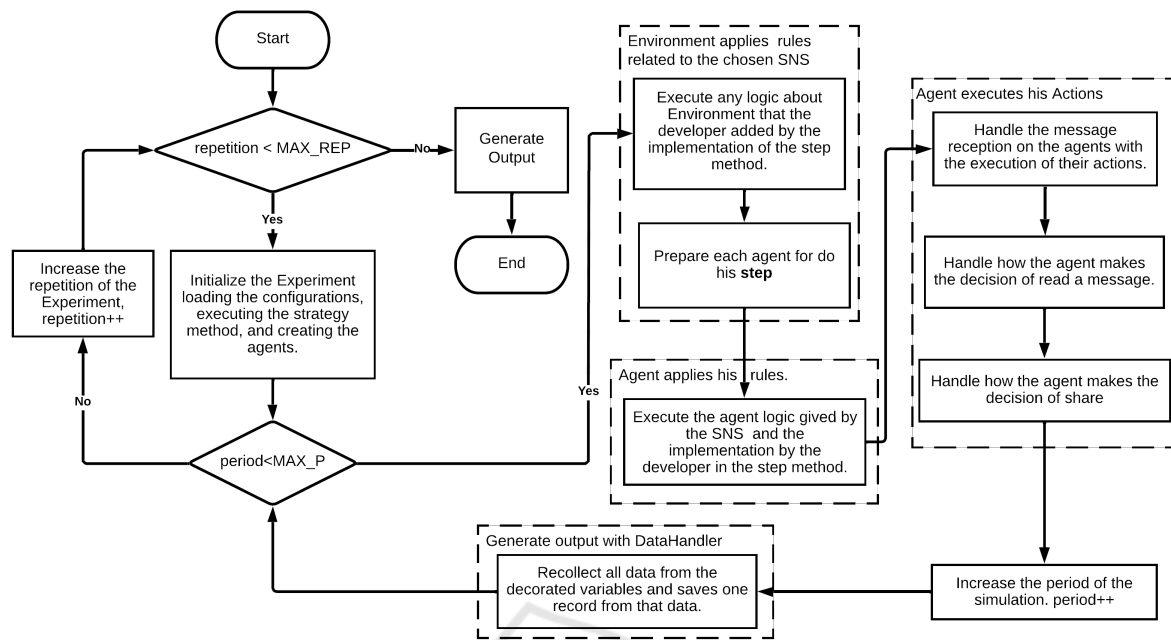 Start
repetition < MAX_REP
No
Generate
Output
End
Yes
Initialize the Experiment
loading the configurations,
executing the strategy
method, and creating the
agents.
Increase the
repetition of the
Experiment,
repetition++
No
period<MAX_P
Yes
Environment applies rules
related to the chosen SNS
Execute any logic about
Environment that the
developer added by the
implementation of the step
method.
Prepare each agent for do
his step
Agent applies his rules.
Execute the agent logic gived by
the SNS and the
implementation by the
developer in the step method.
Agent executes his Actions
Handle the message
reception on the agents with
the execution of their actions.
Handle how the agent makes
the decision of read a message.
Handle how the agent makes the
decision of share
Increase the period of the
simulation. period++
Generate output with DataHandler
Recollect all data from the
decorated variables and saves one
record from that data.